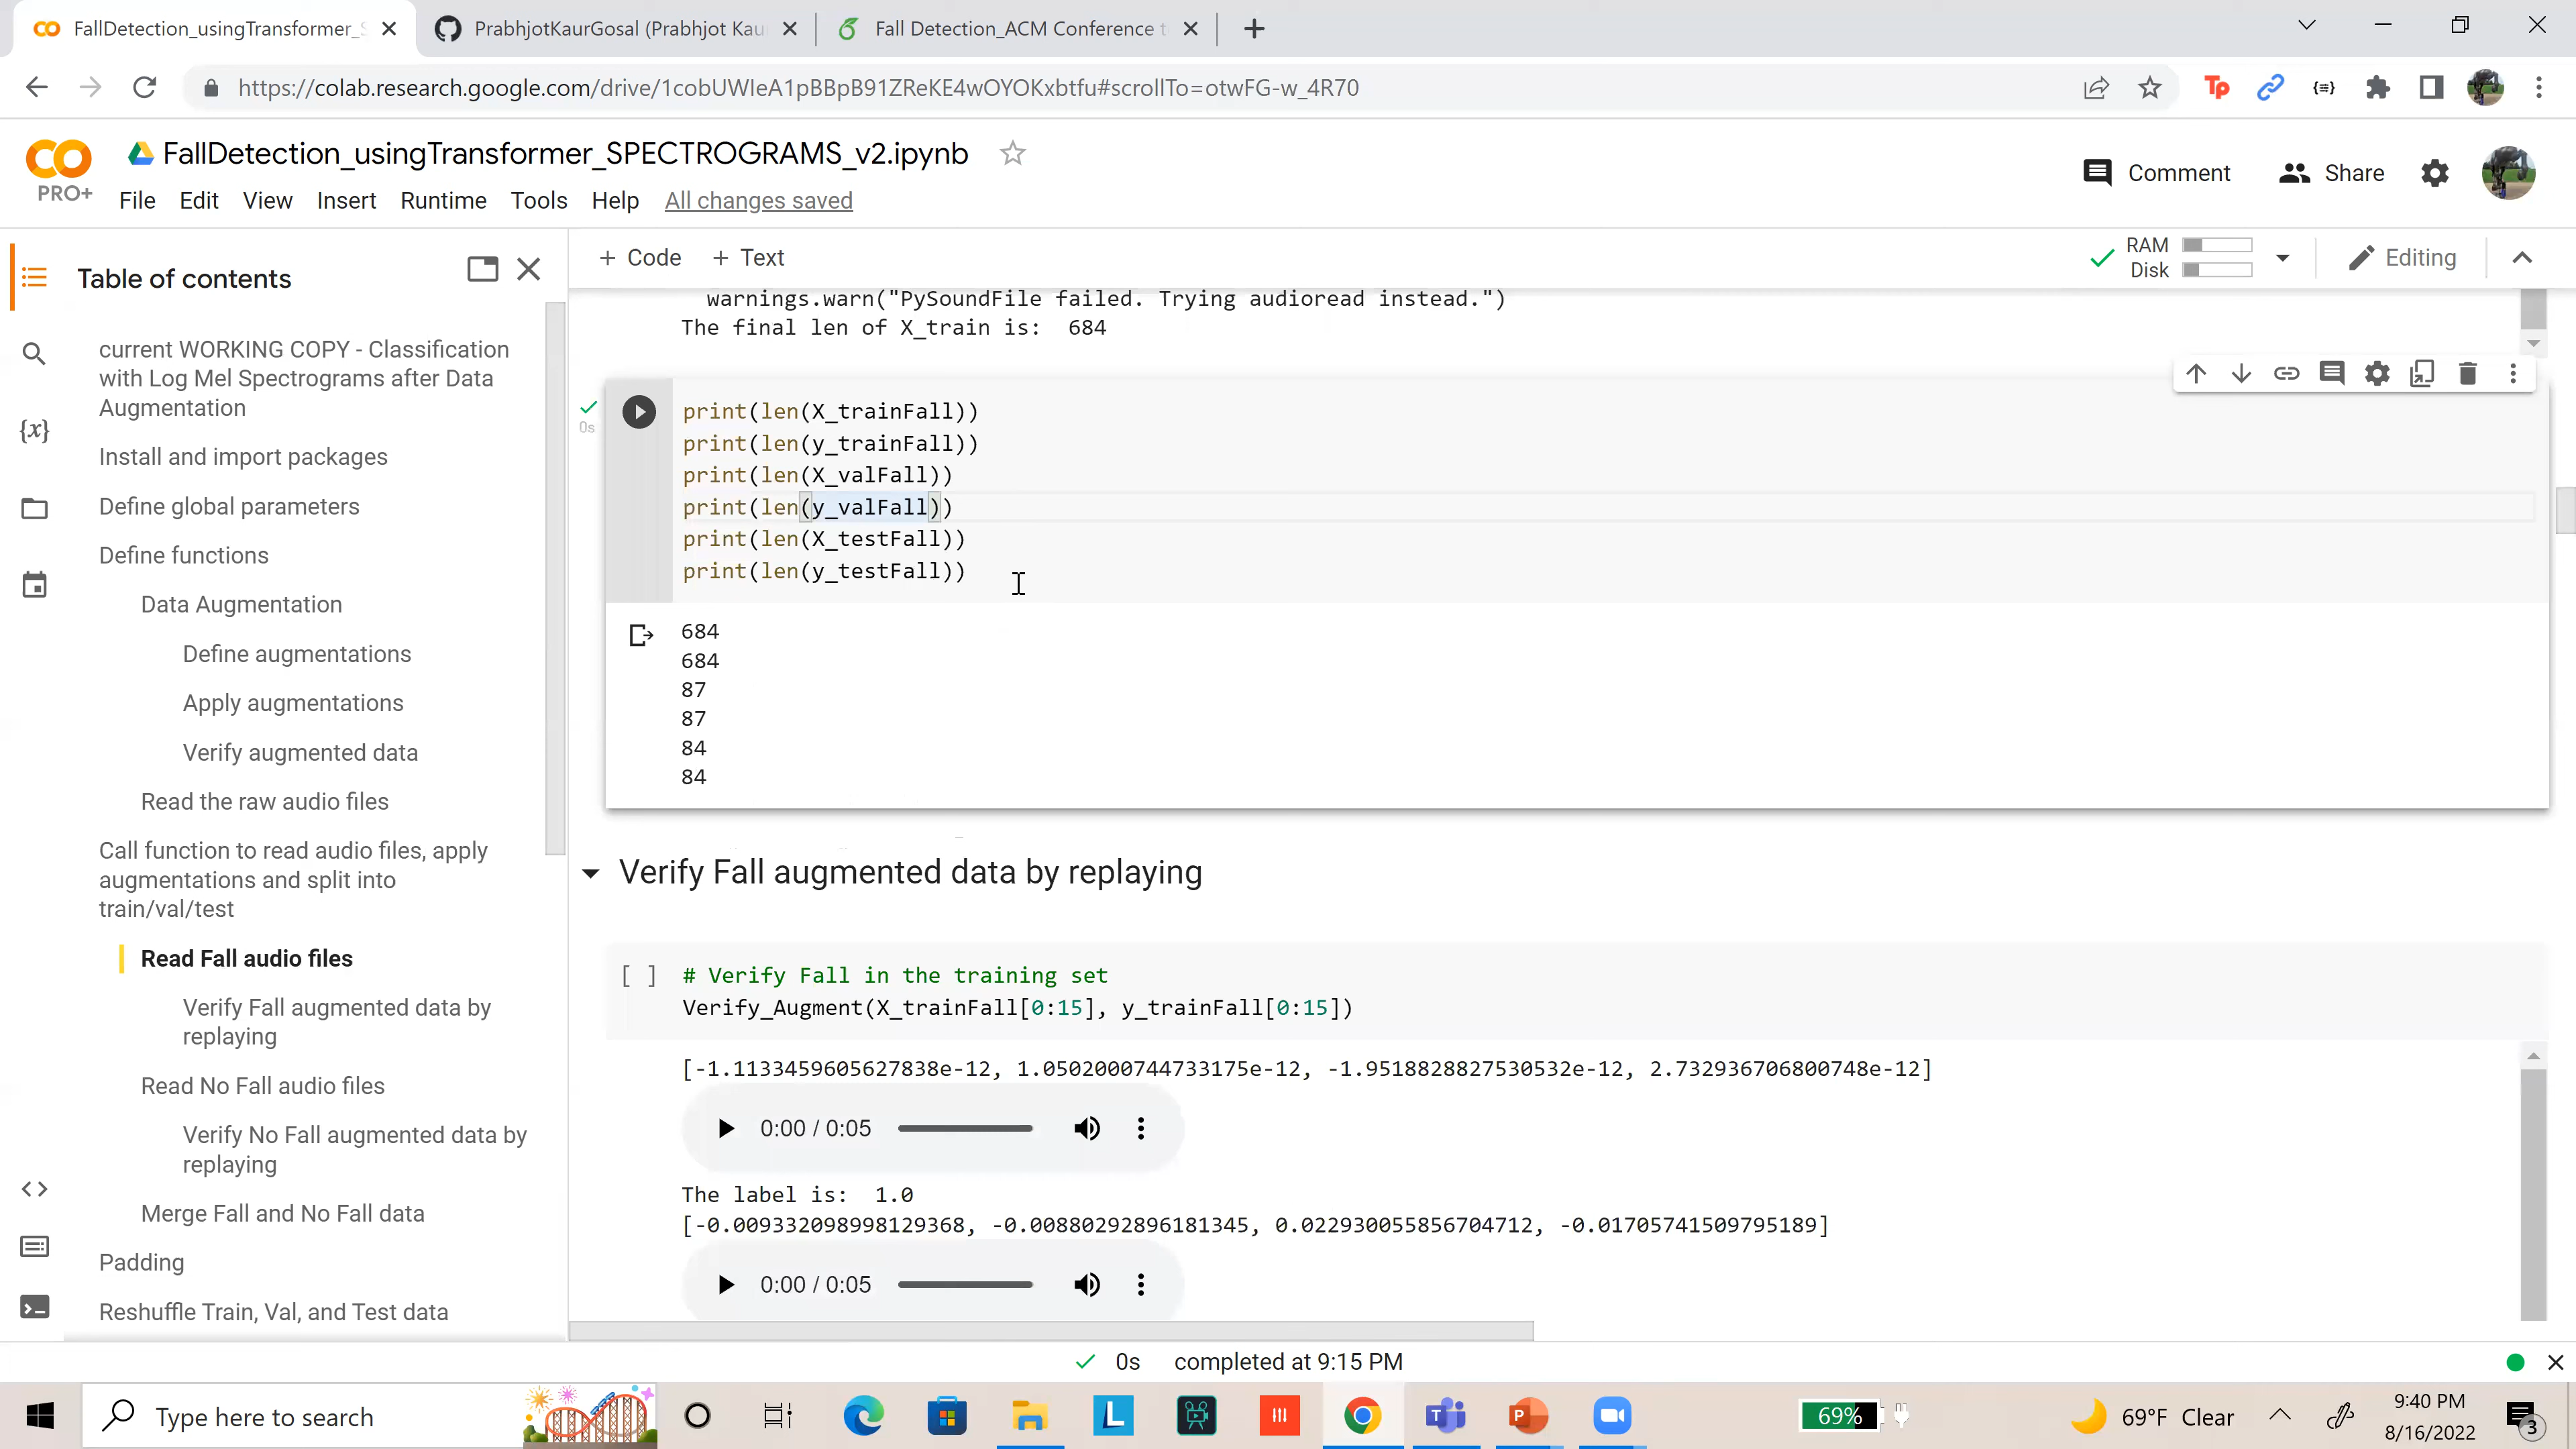 FallDetection_usingTransformer_S
PrabhjotKaurGosal (Prabhjot Kau
Fall Detection_ACM Conference t
https://colab.research.google.com/drive/1cobUWIeA1pBBpB91ZReKE4wOYOKxbtfu#scrollTo=otwFG-w_4R70
Tp
CO
PRO+
FallDetection_usingTransformer_SPECTROGRAMS_v2.ipynb
File Edit View Insert Runtime Tools Help All changes saved
Comment
Share
Table of contents
+ Code + Text
RAM
Disk
Editing
current WORKING COPY - Classification
with Log Mel Spectrograms after Data
Augmentation
Install and import packages
Define global parameters
Define functions
Data Augmentation
Define augmentations
Apply augmentations
Verify augmented data
Read the raw audio files
Call function to read audio files, apply
augmentations and split into
train/val/test
Read Fall audio files
Verify Fall augmented data by
replaying
Read No Fall audio files
Verify No Fall augmented data by
replaying
Merge Fall and No Fall data
Padding
Reshuffle Train, Val, and Test data
{x}
warnings.warn("PySoundFile failed. Trying audioread instead.")
The final len of X_train is:  684
0s
print(len(X_trainFall))
print(len(y_trainFall))
print(len(X_valFall))
print(len(y_valFall))
print(len(X_testFall))
print(len(y_testFall))
684
684
87
87
84
84
Verify Fall augmented data by replaying
[ ] # Verify Fall in the training set
Verify_Augment(X_trainFall[0:15], y_trainFall[0:15])
[-1.1133459605627838e-12, 1.0502000744733175e-12, -1.9518828827530532e-12, 2.732936706800748e-12]
0:00 / 0:05
The label is:  1.0
[-0.009332098998129368, -0.00880292896181345, 0.022930055856704712, -0.01705741509795189]
0:00 / 0:05
0s completed at 9:15 PM
Type here to search
69%
69°F Clear
9:40 PM
8/16/2022
3